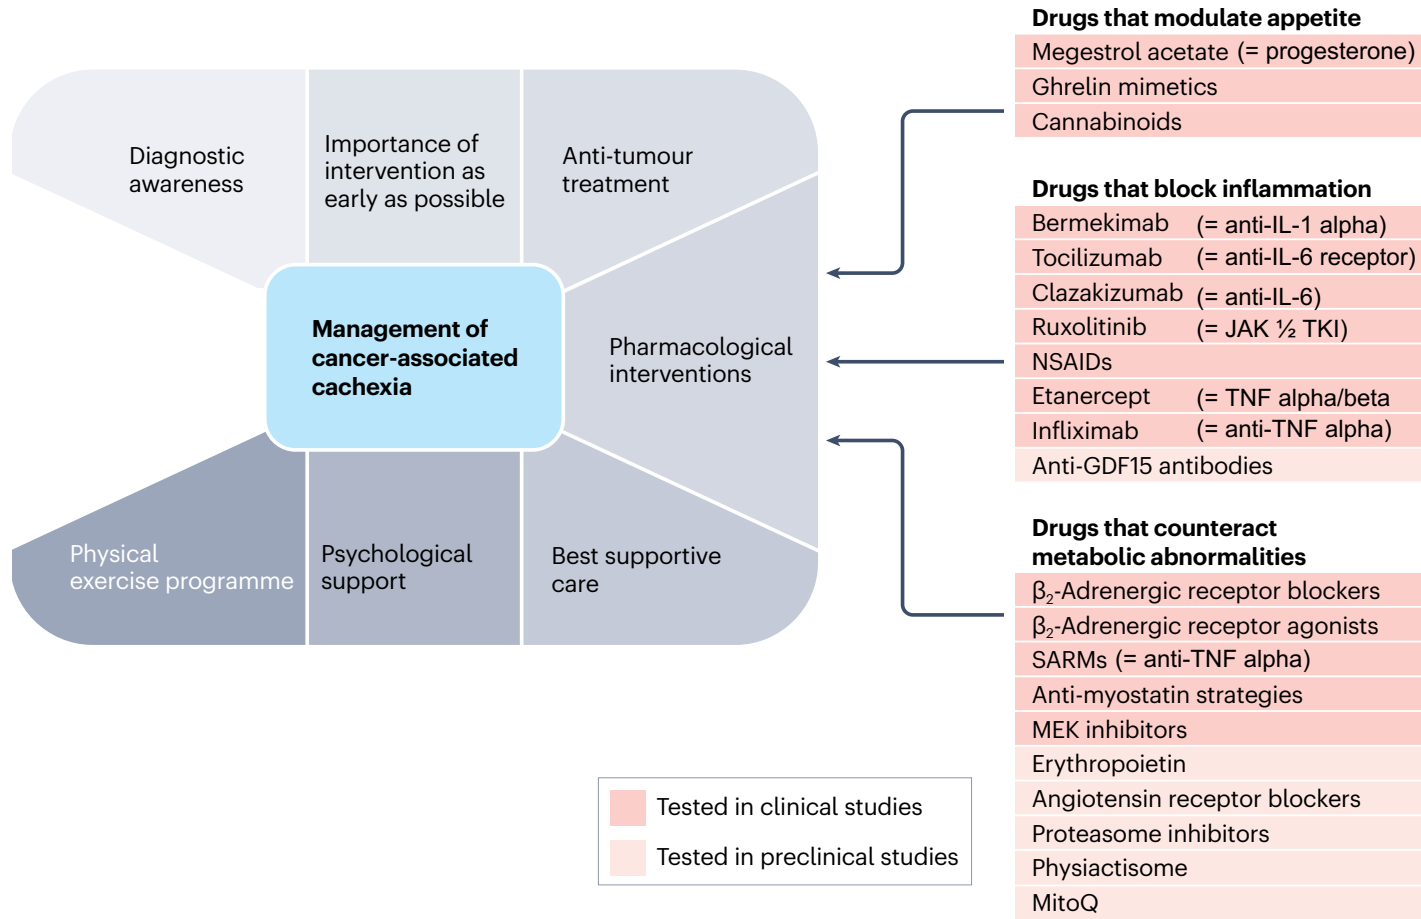 Diagnostic
awareness
Importance of
intervention as
early as possible
Anti-tumour
treatment
Management of
cancer-associated
cachexia
Pharmacological
interventions
Physical
exercise programme
Psychological
support
Best supportive
care
Drugs that modulate appetite
Megestrol acetate (= progesterone)
Ghrelin mimetics
Cannabinoids
Drugs that block inflammation
Bermekimab (= anti-IL-1 alpha)
Tocilizumab (= anti-IL-6 receptor)
Clazakizumab (= anti-IL-6)
Ruxolitinib (= JAK ½ TKI)
NSAIDs
Etanercept (= TNF alpha/beta
Infliximab (= anti-TNF alpha)
Anti-GDF15 antibodies
Drugs that counteract
metabolic abnormalities
β₂-Adrenergic receptor blockers
β₂-Adrenergic receptor agonists
SARMs (= anti-TNF alpha)
Anti-myostatin strategies
MEK inhibitors
Erythropoietin
Angiotensin receptor blockers
Proteasome inhibitors
Physiactisome
MitoQ
Tested in clinical studies
Tested in preclinical studies